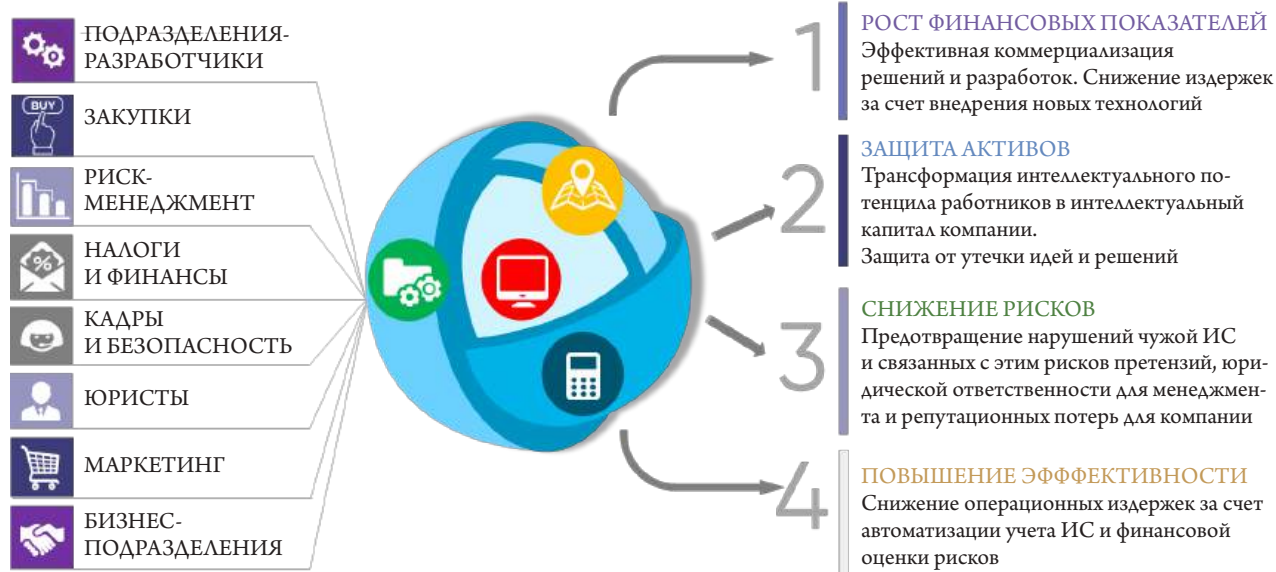 ПОДРАЗДЕЛЕНИЯ-
РАЗРАБОТЧИКИ
BUY
ЗАКУПКИ
РИСК-
МЕНЕДЖМЕНТ
%
НАЛОГИ
И ФИНАНСЫ
КАДРЫ
И БЕЗОПАСНОСТЬ
ЮРИСТЫ
МАРКЕТИНГ
БИЗНЕС-
ПОДРАЗДЕЛЕНИЯ
1
РОСТ ФИНАНСОВЫХ ПОКАЗАТЕЛЕЙ
Эффективная коммерциализация
решений и разработок. Снижение издержек
за счет внедрения новых технологий
2
ЗАЩИТА АКТИВОВ
Трансформация интеллектуального по-
тенцила работников в интеллектуальный
капитал компании.
Защита от утечки идей и решений
3
СНИЖЕНИЕ РИСКОВ
Предотвращение нарушений чужой ИС
и связанных с этим рисков претензий, юри-
дической ответственности для менеджмен-
та и репутационных потерь для компании
4
ПОВЫШЕНИЕ ЭФФФЕКТИВНОСТИ
Снижение операционных издержек за счет
автоматизации учета ИС и финансовой
оценки рисков